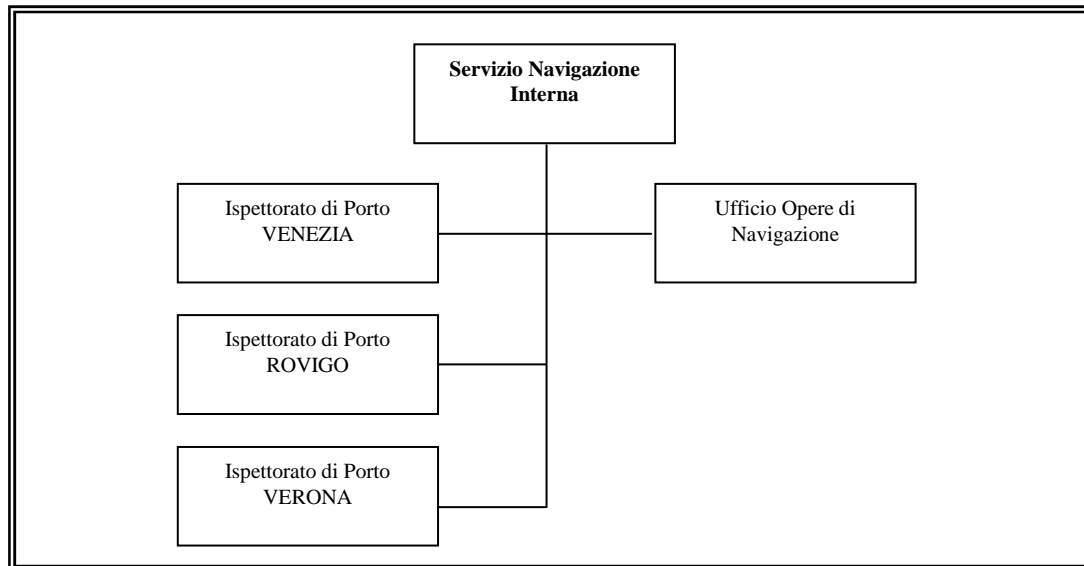 Servizio Navigazione
Interna
Ispettorato di Porto
VENEZIA
Ufficio Opere di
Navigazione
Ispettorato di Porto
ROVIGO
Ispettorato di Porto
VERONA